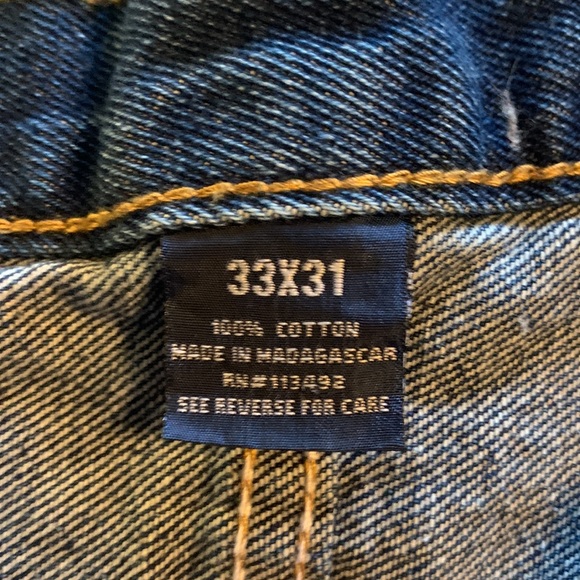 33X31
100% COTTON
MADE IN MADAGASCAR
RN#113492
SEE REVERSE FOR CARE